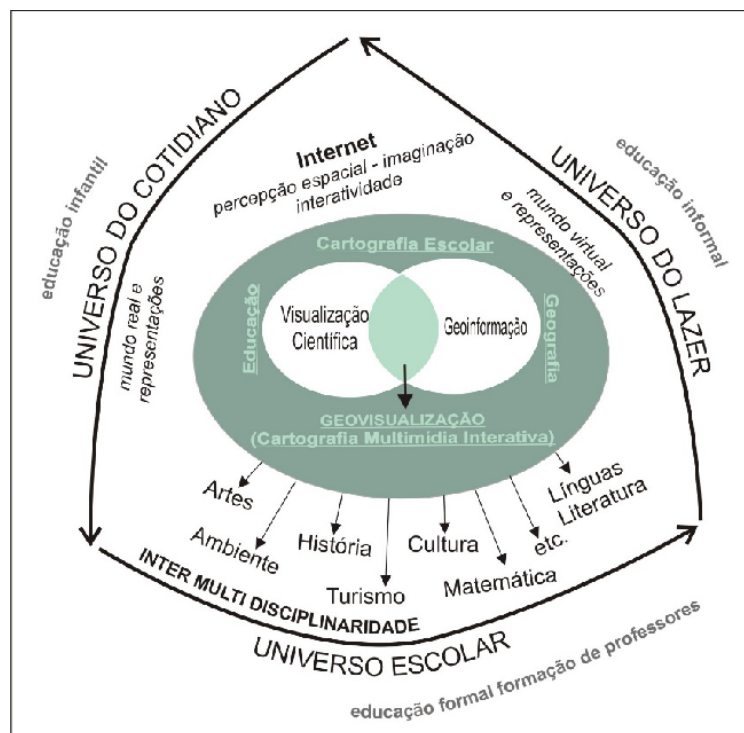 Internet
percepção espacial - imaginação
interatividade
UNIVERSO DO COTIDIANO
educação infantil
mundo real e
representações
UNIVERSO DO LAZER
educação informal
mundo virtual
e representações
Cartografia Escolar
Educação
Visualização
Científica
Geoinformação
Geografia
GEOVISUALIZAÇÃO
(Cartografia Multimídia Interativa)
Artes
Ambiente
História
Turismo
Cultura
Matemática
etc.
Línguas
Literatura
INTER MULTI DISCIPLINARIDADE
UNIVERSO ESCOLAR
educação formal formação de professores